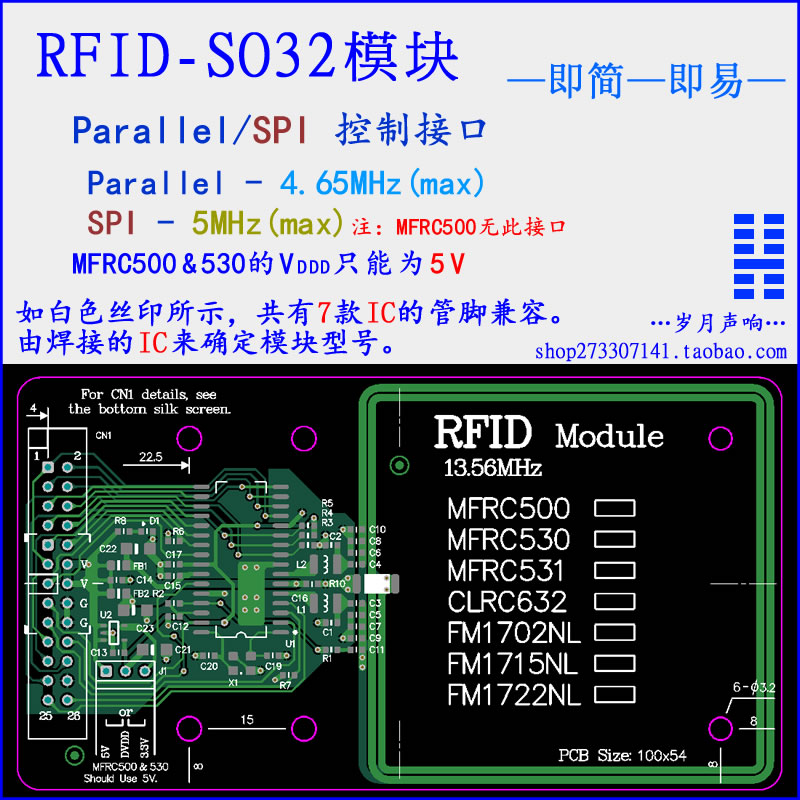 RFID-SO32模块
—即简—即易—
Parallel/SPI 控制接口
Parallel - 4.65MHz(max)
SPI - 5MHz(max) 注: MFRC500无此接口
MFRC500&530的VDDD只能为5V
如白色丝印所示，共有7款IC的管脚兼容。
由焊接的IC来确定模块型号。
…岁月声响…
shop273307141.taobao.com
For CN1 details, see
the bottom silk screen.
4
CN1
1 2
22.5
R8 D1
R6
C22
C17
FB1
C14
C15
FB2 R2
U2
C23
C12
C13
C21
J1
C20
X1
C19
U1
R7
R5
R4
R3
C2
L2
R10
C16
L1
C1
R1
C10
C8
C6
C4
C3
C5
C7
C9
C11
V
V
G
G
25 26
or
5V
DVDD
3.3V
MFRC500 & 530
Should Use 5V.
15
8
RFID Module
13.56MHz
MFRC500
MFRC530
MFRC531
CLRC632
FM1702NL
FM1715NL
FM1722NL
6-ϕ3.2
8
8
PCB Size: 100x54